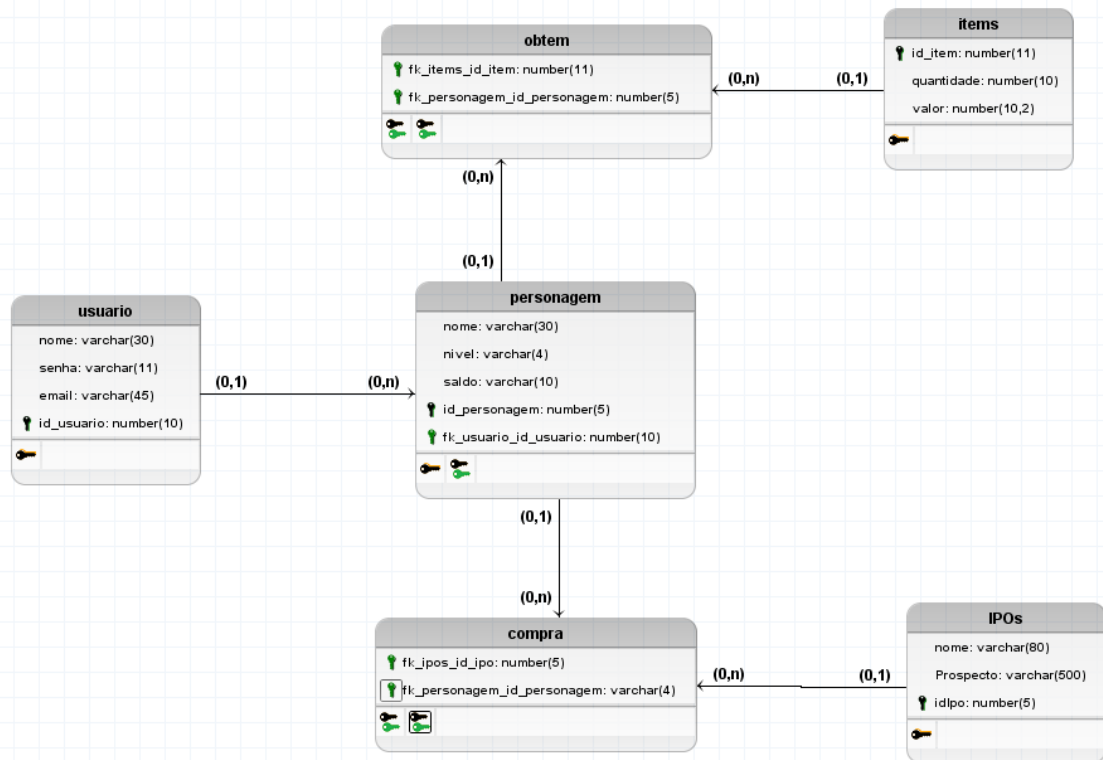 obtem
fk_items_id_item: number(11)
fk_personagem_id_personagem: number(5)
items
id_item: number(11)
quantidade: number(10)
valor: number(10,2)
(0,n)
(0,1)
(0,n)
(0,1)
usuario
nome: varchar(30)
senha: varchar(11)
email: varchar(45)
id_usuario: number(10)
(0,1)
(0,n)
personagem
nome: varchar(30)
nivel: varchar(4)
saldo: varchar(10)
id_personagem: number(5)
fk_usuario_id_usuario: number(10)
(0,1)
(0,n)
compra
fk_ipos_id_ipo: number(5)
fk_personagem_id_personagem: varchar(4)
(0,n)
(0,1)
IPOs
nome: varchar(80)
Prospecto: varchar(500)
idIpo: number(5)